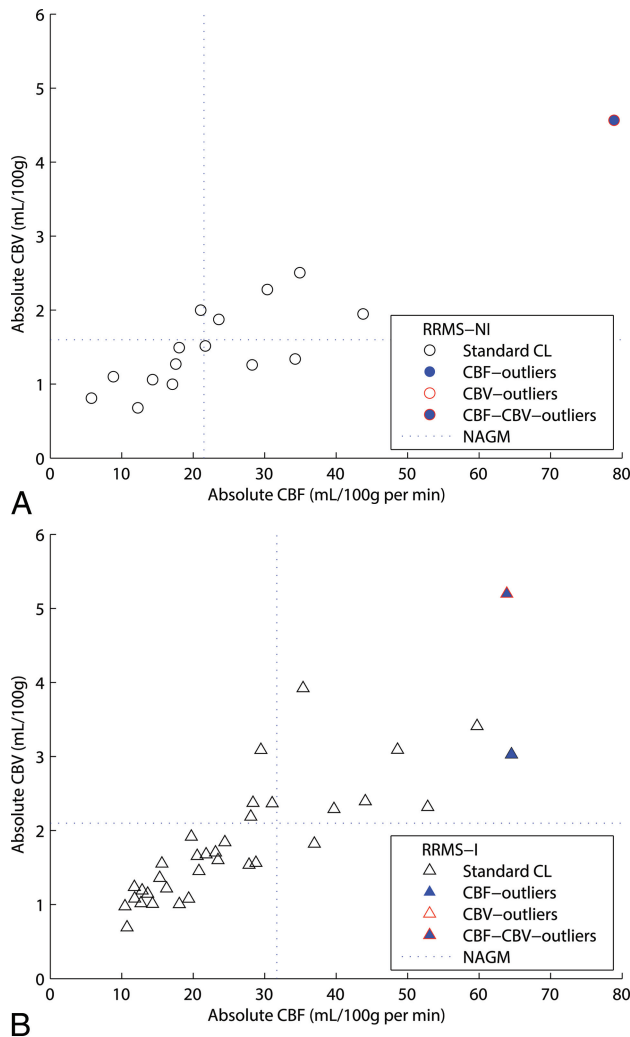 6
5
4
3
2
1
0
Absolute CBV (mL/100g)
RRMS−NI
Standard CL
CBF−outliers
CBV−outliers
CBF−CBV−outliers
NAGM
0 10 20 30 40 50 60 70 80
Absolute CBF (mL/100g per min)
A
6
5
4
3
2
1
0
Absolute CBV (mL/100g)
RRMS−I
Standard CL
CBF−outliers
CBV−outliers
CBF−CBV−outliers
NAGM
0 10 20 30 40 50 60 70 80
Absolute CBF (mL/100g per min)
B